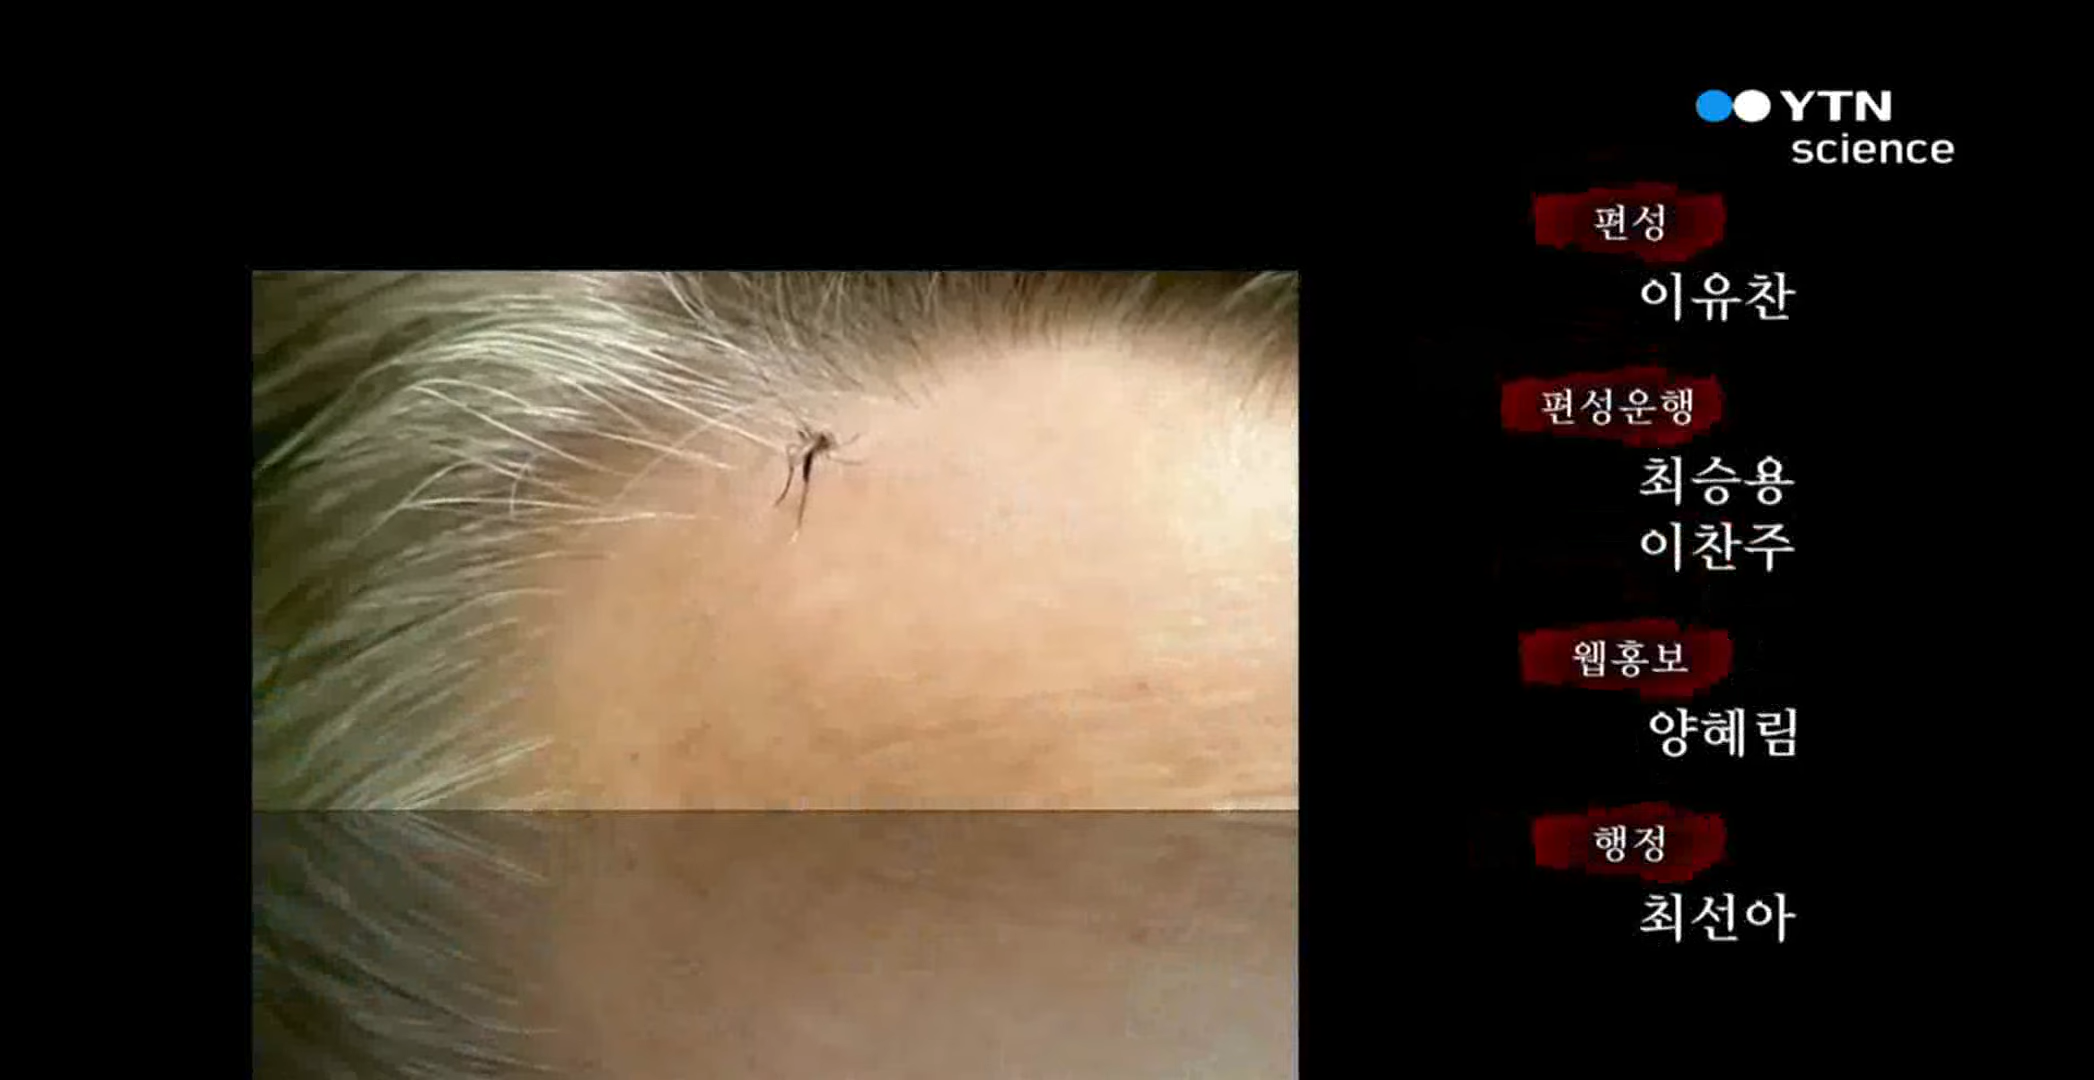 YTN
science
편성
이유찬
편성운행
최승용
이찬주
웹홍보
양혜림
행정
최선아